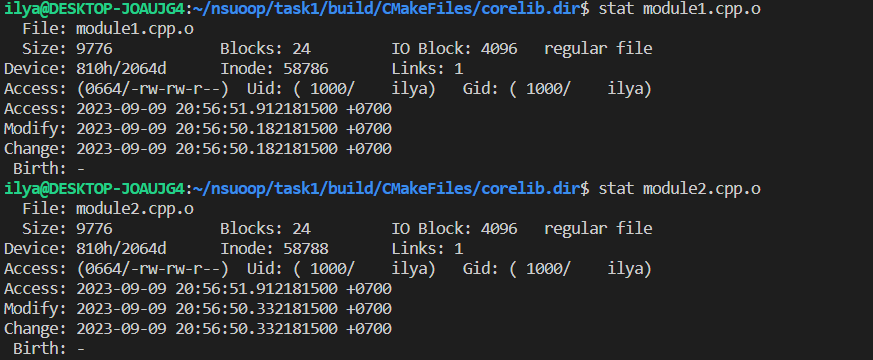 ilya@DESKTOP-JOAUJG4:~/nsuoop/task1/build/CMakeFiles/corelib.dir$ stat module1.cpp.o
  File: module1.cpp.o
  Size: 9776            Blocks: 24         IO Block: 4096   regular file
Device: 810h/2064d      Inode: 58786       Links: 1
Access: (0664/-rw-rw-r--)  Uid: ( 1000/    ilya)   Gid: ( 1000/    ilya)
Access: 2023-09-09 20:56:51.912181500 +0700
Modify: 2023-09-09 20:56:50.182181500 +0700
Change: 2023-09-09 20:56:50.182181500 +0700
 Birth: -
ilya@DESKTOP-JOAUJG4:~/nsuoop/task1/build/CMakeFiles/corelib.dir$ stat module2.cpp.o
  File: module2.cpp.o
  Size: 9776            Blocks: 24         IO Block: 4096   regular file
Device: 810h/2064d      Inode: 58788       Links: 1
Access: (0664/-rw-rw-r--)  Uid: ( 1000/    ilya)   Gid: ( 1000/    ilya)
Access: 2023-09-09 20:56:51.912181500 +0700
Modify: 2023-09-09 20:56:50.332181500 +0700
Change: 2023-09-09 20:56:50.332181500 +0700
 Birth: -